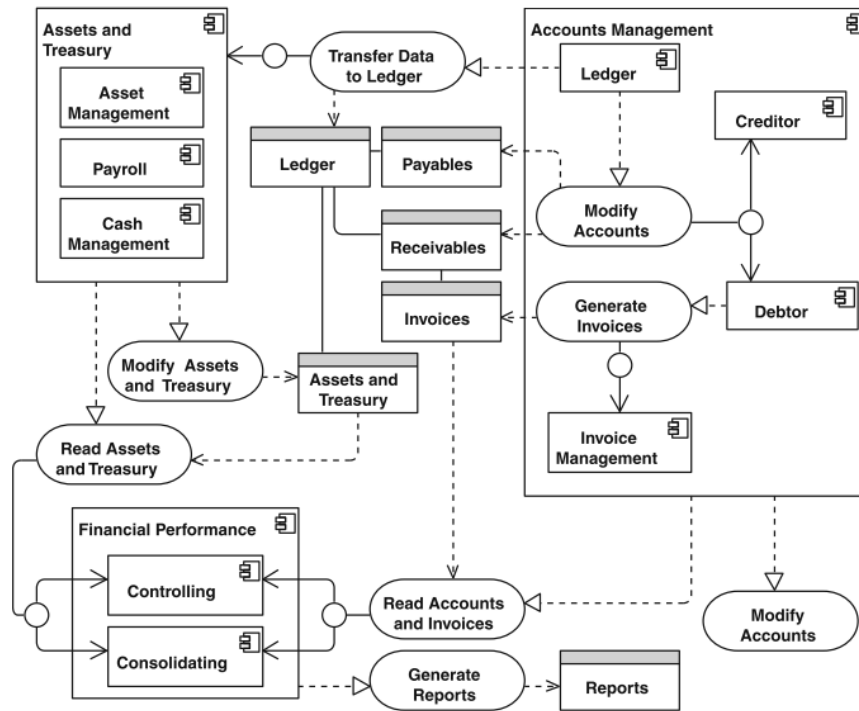 Assets and
Treasury
Asset
Management
Payroll
Cash
Management
Transfer Data
to Ledger
Accounts Management
Ledger
Creditor
Ledger
Payables
Modify
Accounts
Receivables
Invoices
Generate
Invoices
Debtor
Modify Assets
and Treasury
Assets and
Treasury
Read Assets
and Treasury
Invoice
Management
Financial Performance
Controlling
Consolidating
Read Accounts
and Invoices
Modify
Accounts
Generate
Reports
Reports